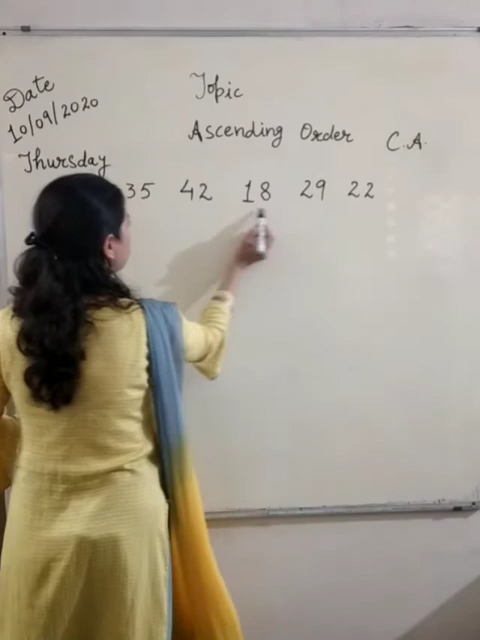 Date
10/09/2020
Thursday
Topic
Ascending Order C.A.
35 42 18 29 22